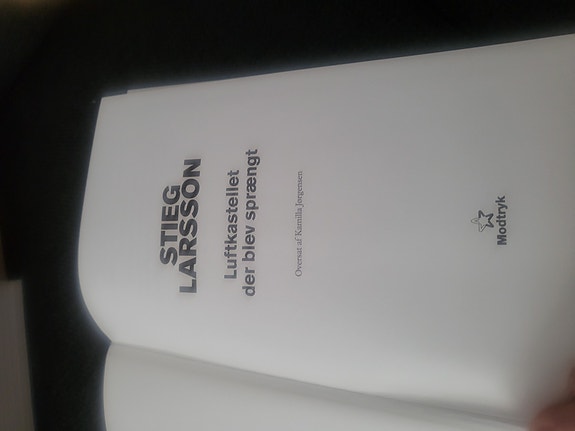 STIEG
LARSSON
Luftkastellet
der blev sprængt
Oversat af Kamilla Jørgensen
Modtryk